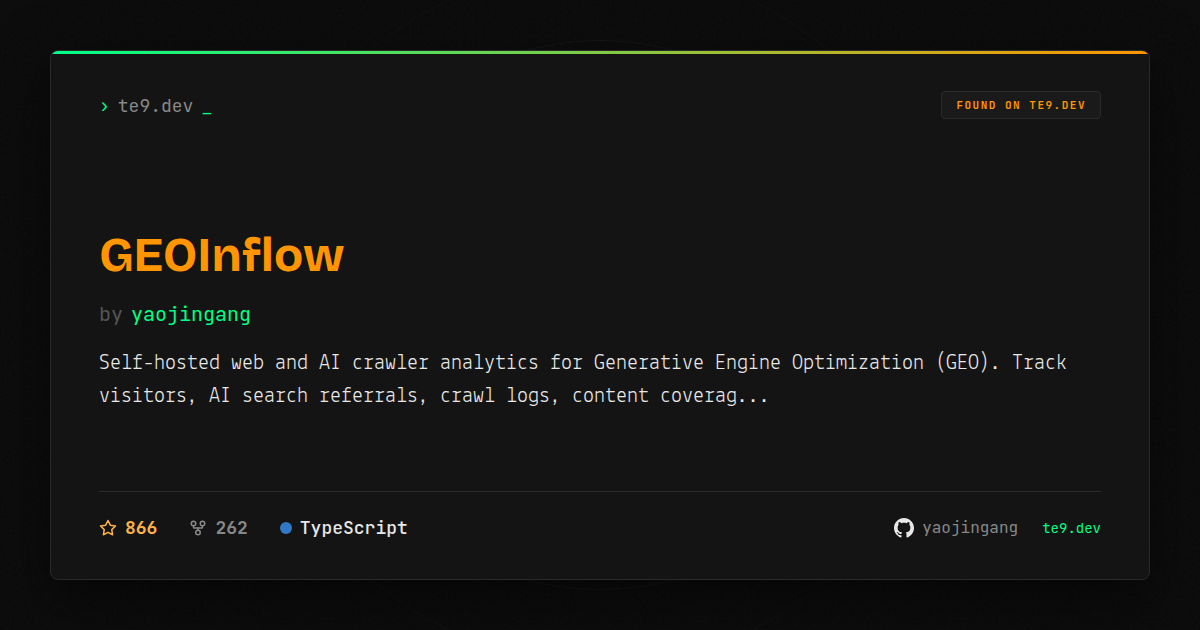 › te9.dev _
FOUND ON TE9.DEV
GEOInflow
by yaojingang
Self-hosted web and AI crawler analytics for Generative Engine Optimization (GEO). Track
visitors, AI search referrals, crawl logs, content coverag...
866 262 TypeScript
yaojingang te9.dev